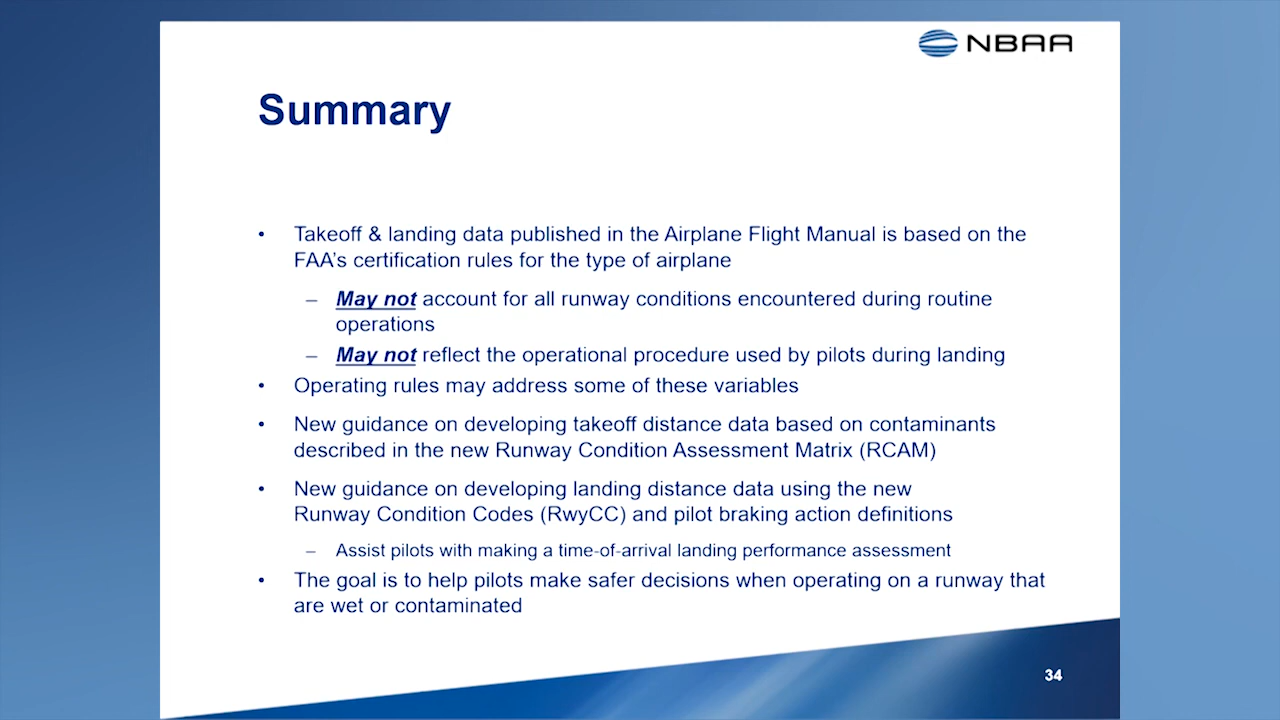 NBAA
Summary
• Takeoff & landing data published in the Airplane Flight Manual is based on the
FAA's certification rules for the type of airplane
– May not account for all runway conditions encountered during routine
operations
– May not reflect the operational procedure used by pilots during landing
• Operating rules may address some of these variables
• New guidance on developing takeoff distance data based on contaminants
described in the new Runway Condition Assessment Matrix (RCAM)
• New guidance on developing landing distance data using the new
Runway Condition Codes (RwyCC) and pilot braking action definitions
– Assist pilots with making a time-of-arrival landing performance assessment
• The goal is to help pilots make safer decisions when operating on a runway that
are wet or contaminated
34